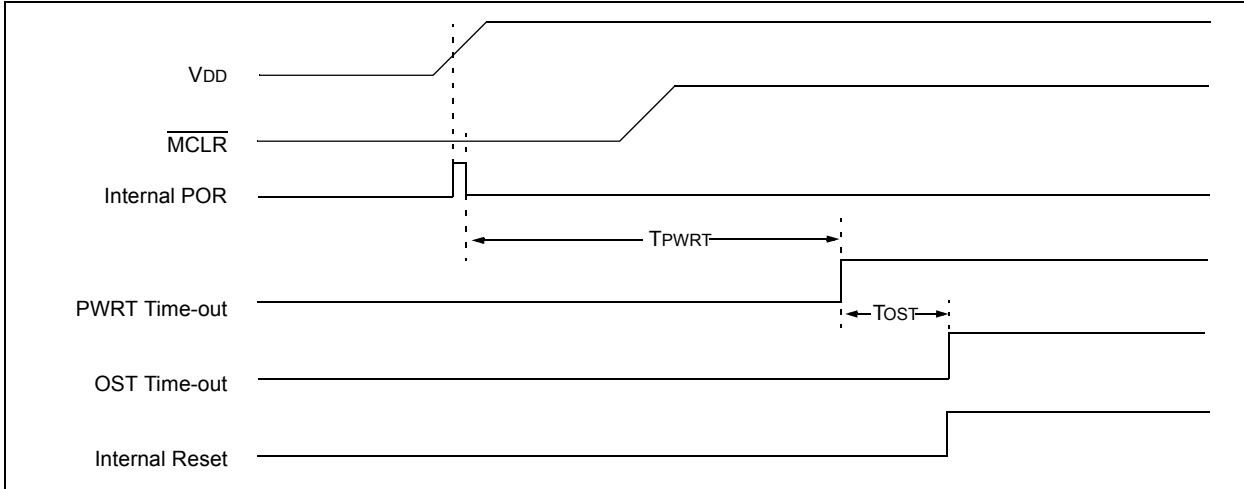 VDD
MCLR
Internal POR
TPWRT
PWRT Time-out
TOST
OST Time-out
Internal Reset